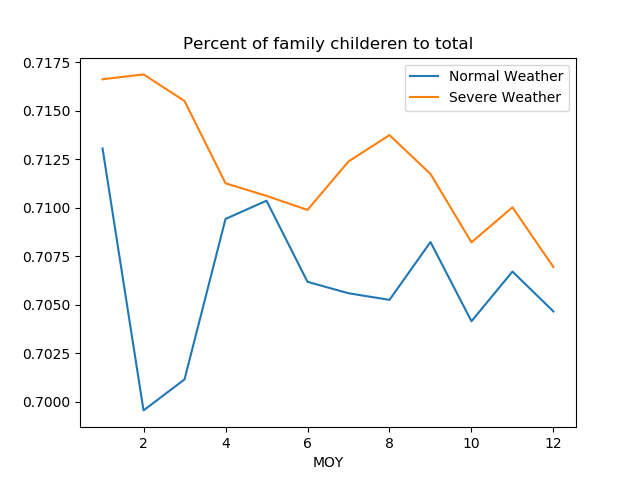 Percent of family childeren to total
Normal Weather
Severe Weather
0.7175
0.7150
0.7125
0.7100
0.7075
0.7050
0.7025
0.7000
2 4 6 8 10 12
MOY